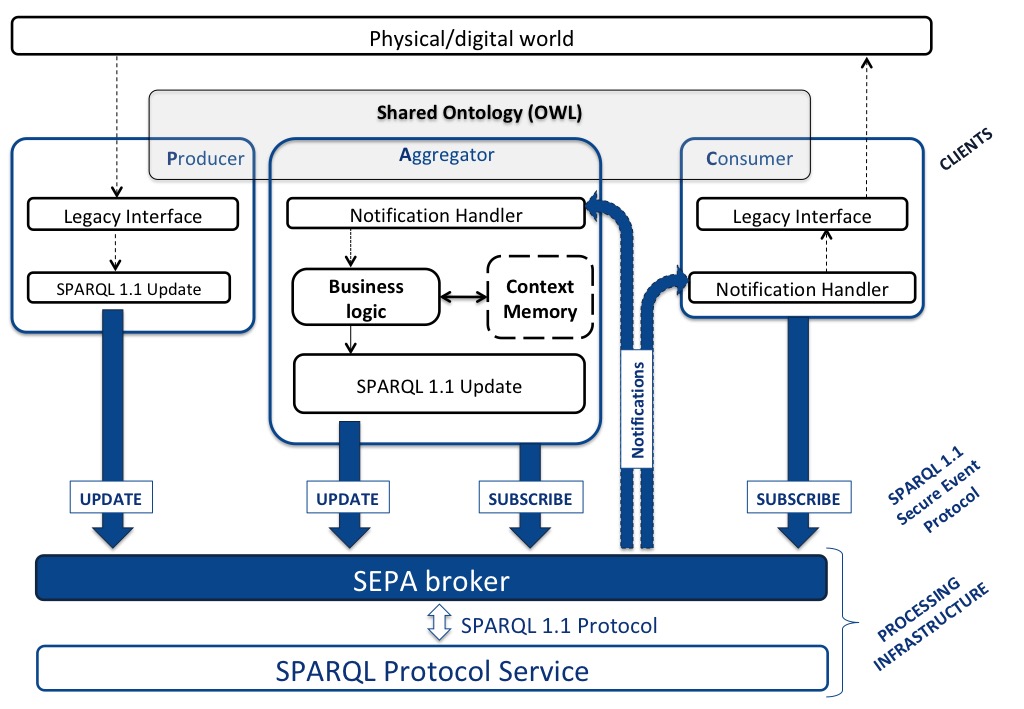 Physical/digital world
Shared Ontology (OWL)
Producer
Aggregator
Consumer
CLIENTS
Legacy Interface
Notification Handler
Legacy Interface
SPARQL 1.1 Update
Business
logic
Context
Memory
Notification Handler
SPARQL 1.1 Update
Notifications
UPDATE
UPDATE
SUBSCRIBE
SUBSCRIBE
SPARQL 1.1
Secure Event
Protocol
SEPA broker
SPARQL 1.1 Protocol
SPARQL Protocol Service
PROCESSING
INFRASTRUCTURE